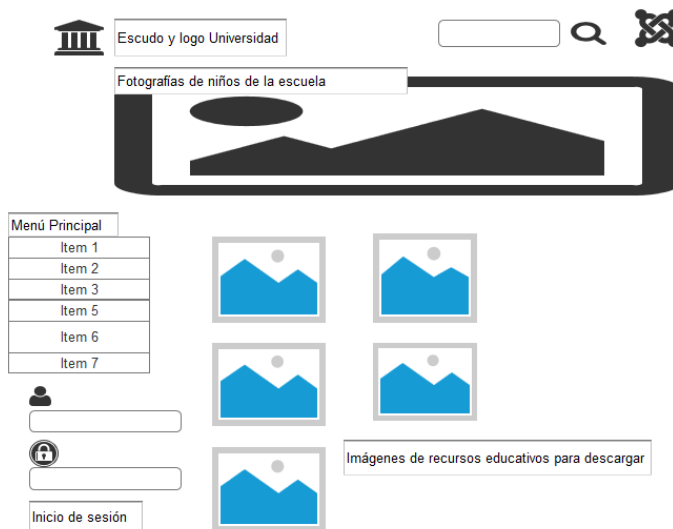 Escudo y logo Universidad
Fotografías de niños de la escuela
Menú Principal
Item 1
Item 2
Item 3
Item 5
Item 6
Item 7
Imágenes de recursos educativos para descargar
Inicio de sesión